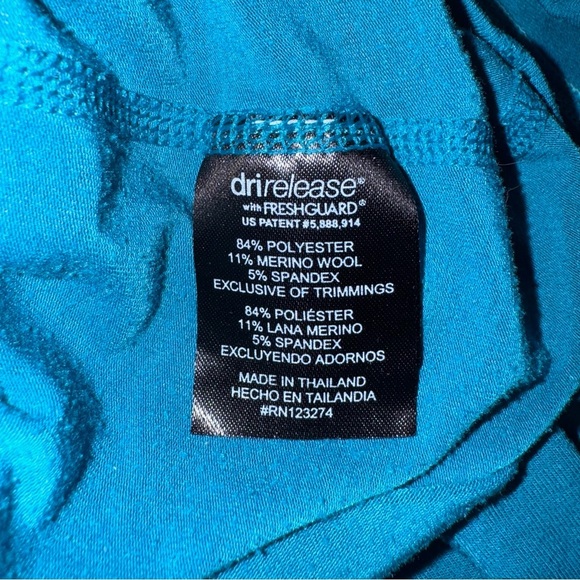 drirelease®
with FRESHGUARD®
US PATENT #5,888,914
84% POLYESTER
11% MERINO WOOL
5% SPANDEX
EXCLUSIVE OF TRIMMINGS
84% POLIÉSTER
11% LANA MERINO
5% SPANDEX
EXCLUYENDO ADORNOS
MADE IN THAILAND
HECHO EN TAILANDIA
#RN123274